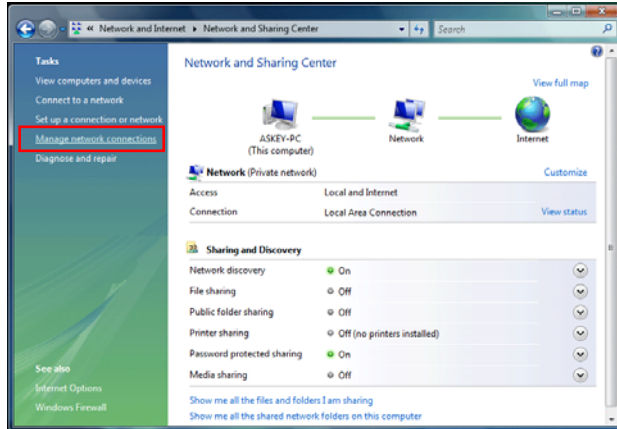 « Network and Internet ▸ Network and Sharing Center
Search
Tasks
View computers and devices
Connect to a network
Set up a connection or network
Manage network connections
Diagnose and repair
See also
Internet Options
Windows Firewall
Network and Sharing Center
View full map
ASKEY-PC
(This computer)
Network
Internet
Network (Private network)
Customize
Access Local and Internet
Connection Local Area Connection View status
Sharing and Discovery
Network discovery On
File sharing Off
Public folder sharing Off
Printer sharing Off (no printers installed)
Password protected sharing On
Media sharing Off
Show me all the files and folders I am sharing
Show me all the shared network folders on this computer